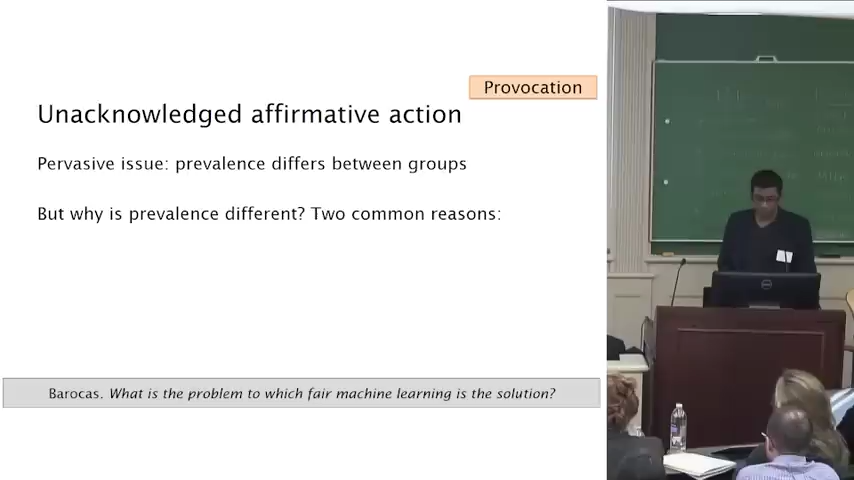 Provocation
Unacknowledged affirmative action
Pervasive issue: prevalence differs between groups
But why is prevalence different? Two common reasons:
Barocas. What is the problem to which fair machine learning is the solution?